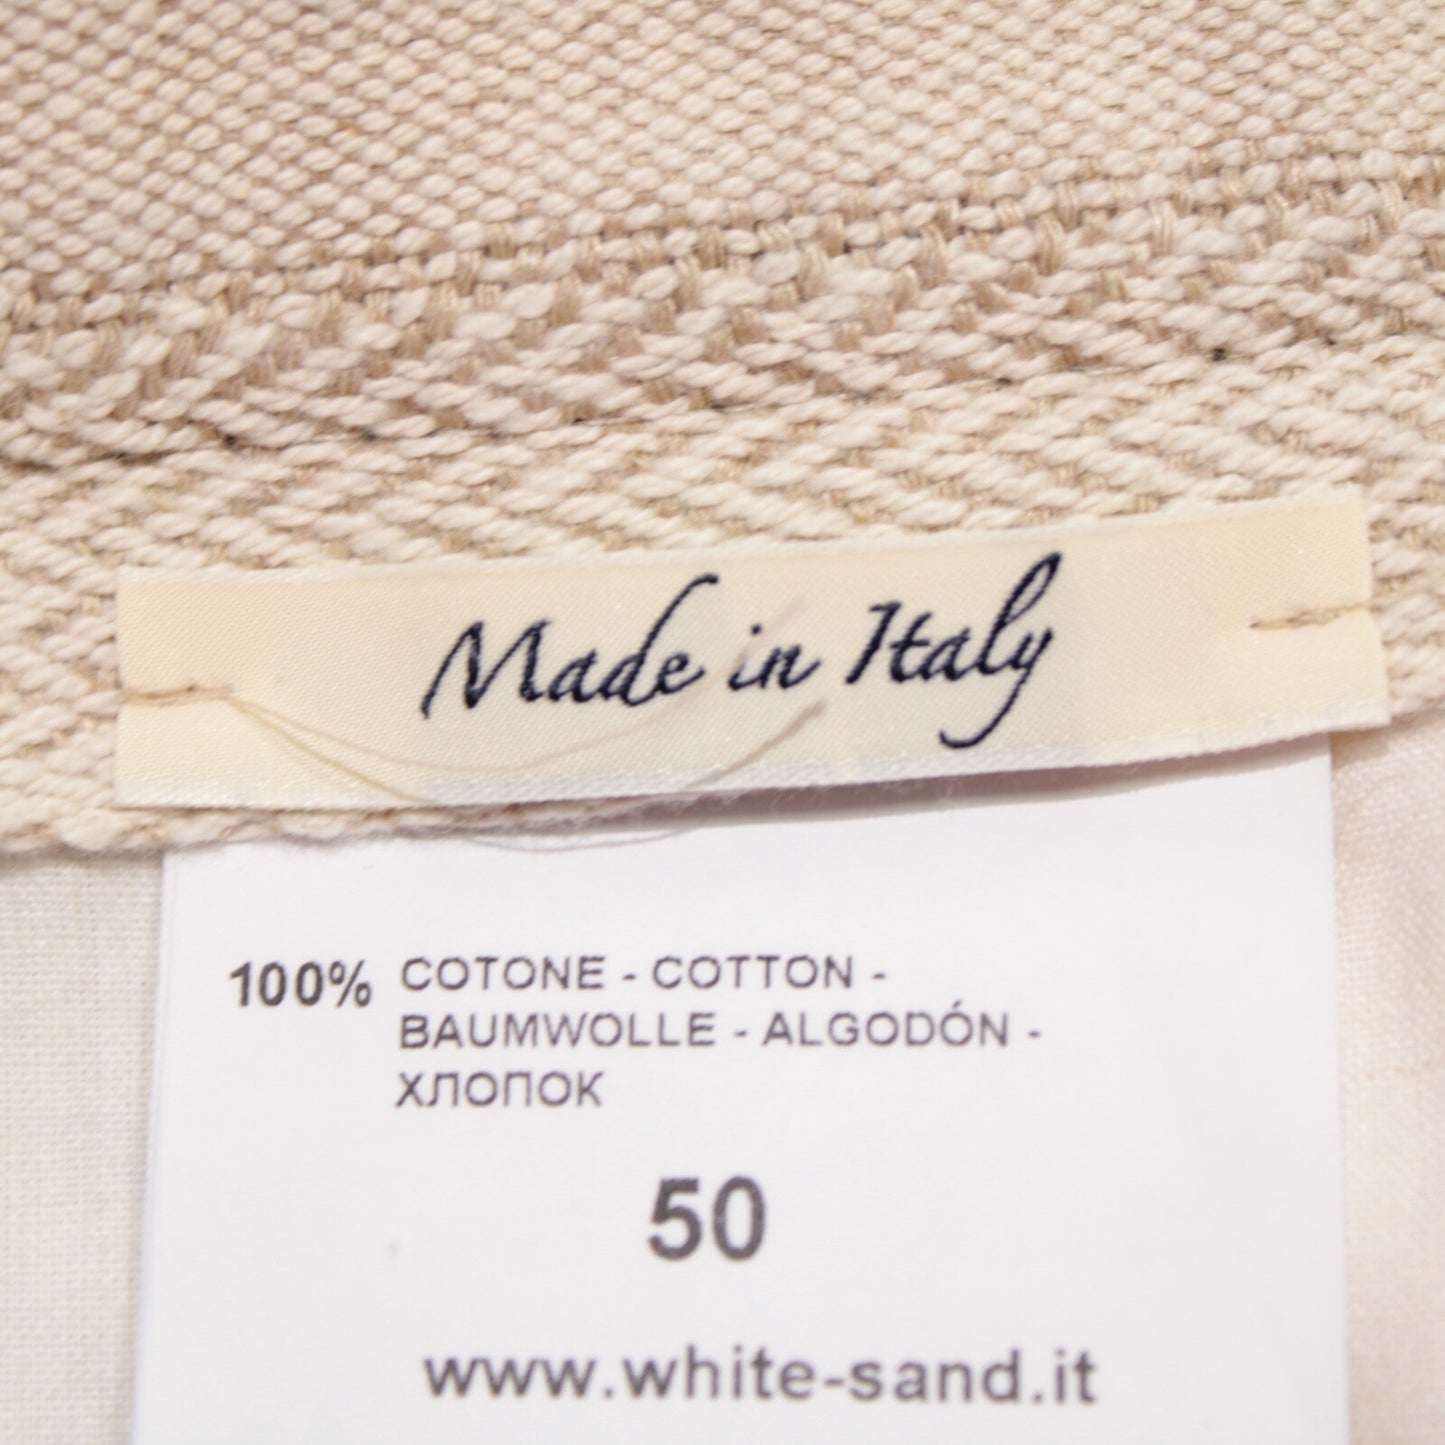 Made in Italy
100% COTONE - COTTON -
BAUMWOLLE - ALGODÓN -
ХЛОПОК
50
www.white-sand.it